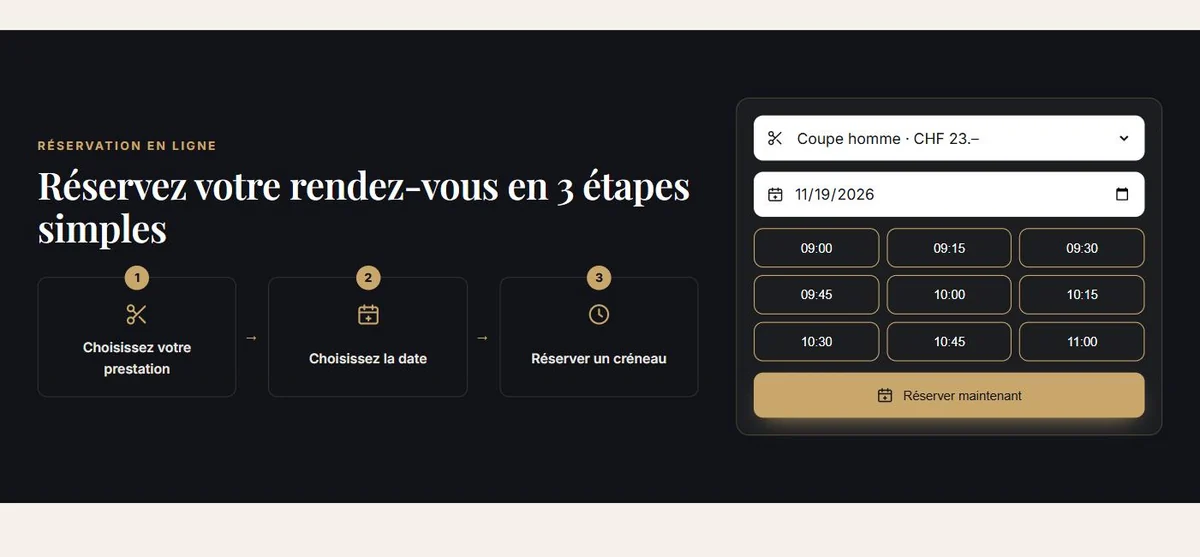 RÉSERVATION EN LIGNE
Réservez votre rendez-vous en 3 étapes
simples
1
Choisissez votre
prestation
→
2
Choisissez la date
→
3
Réserver un créneau
Coupe homme · CHF 23.–
11/19/2026
09:00
09:15
09:30
09:45
10:00
10:15
10:30
10:45
11:00
Réserver maintenant